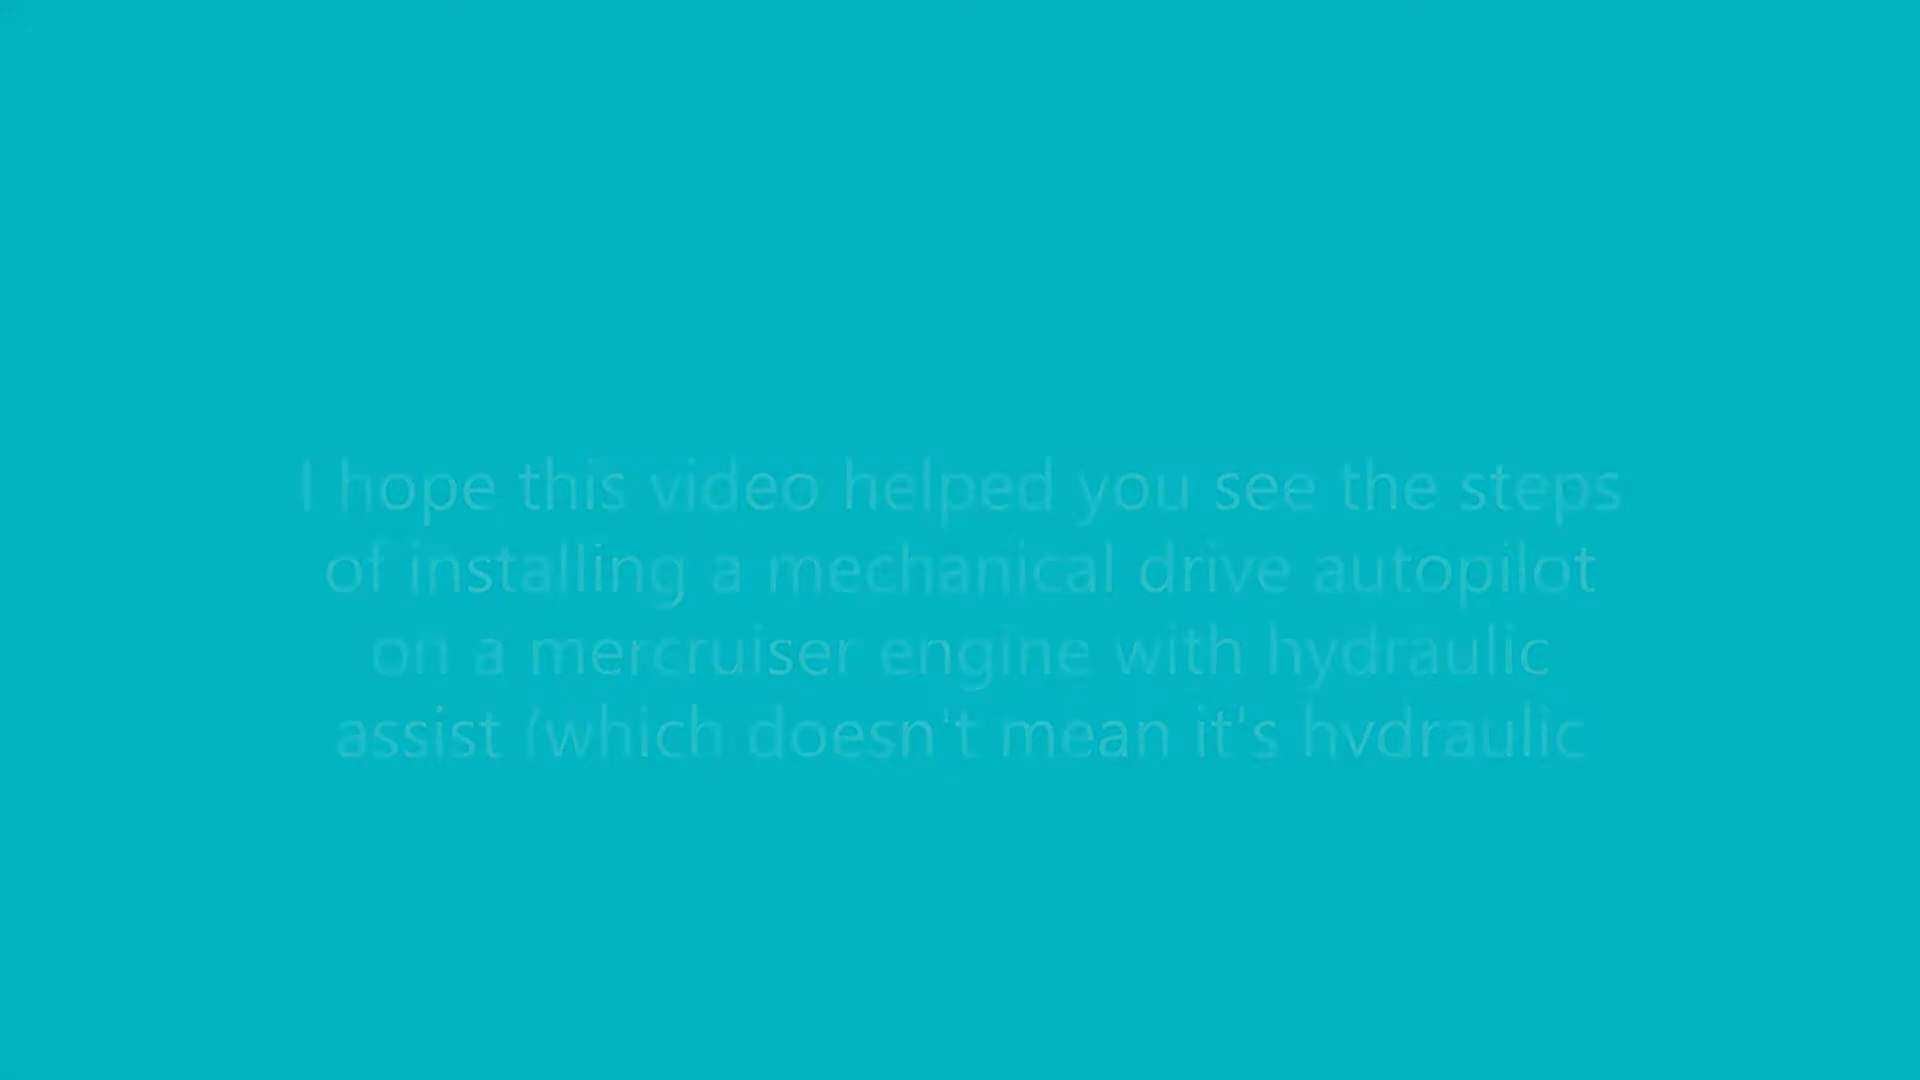 I hope this video helped you see the steps
of installing a mechanical drive autopilot
on a mercruiser engine with hydraulic
assist (which doesn't mean it's hydraulic